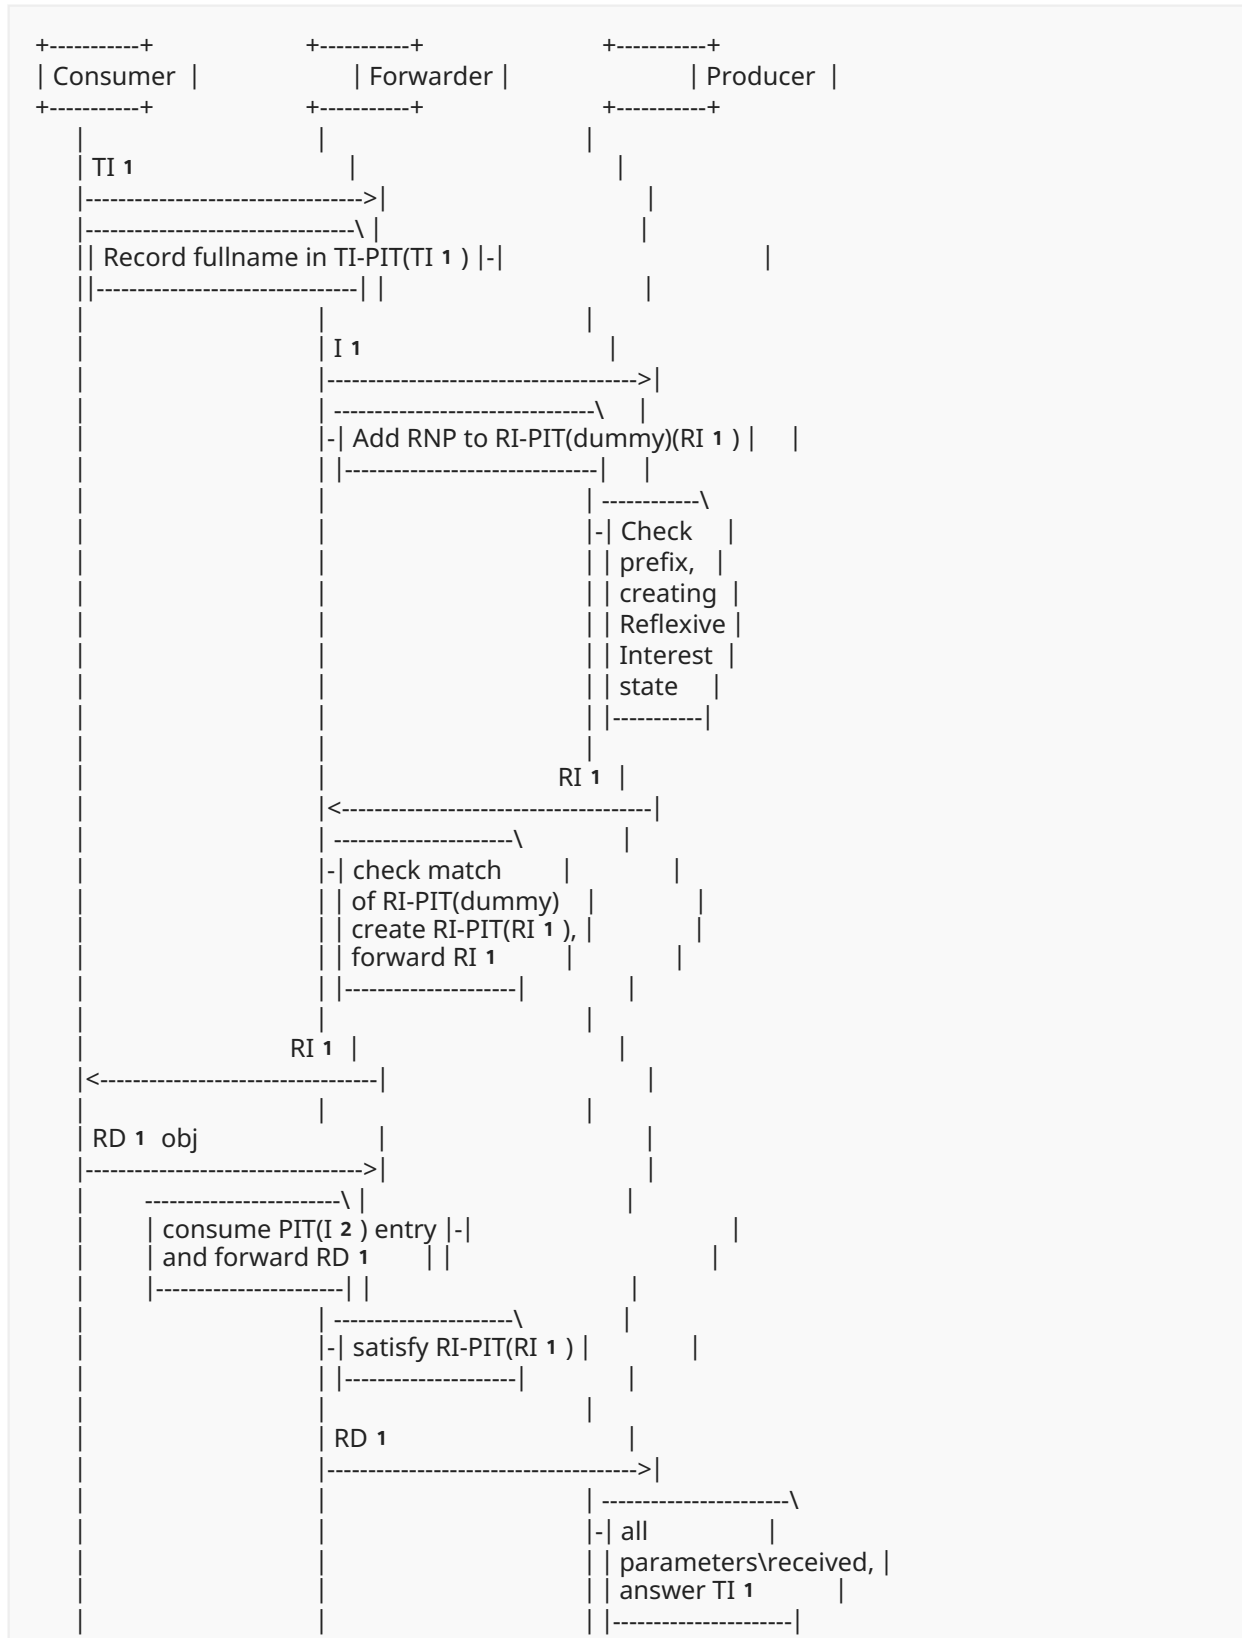 +-----------+ +-----------+ +-----------+
| Consumer | | Forwarder | | Producer |
+-----------+ +-----------+ +-----------+
| | |
| TI 1 | |
|---------------------------------->| |
|---------------------------------\ | |
|| Record fullname in TI-PIT(TI 1 ) |-| |
||--------------------------------| | |
| | |
| | I 1 |
| |-------------------------------------->|
| | --------------------------------\ |
| |-| Add RNP to RI-PIT(dummy)(RI 1 ) | |
| | |-------------------------------| |
| | | ------------\
| | |-| Check |
| | | | prefix, |
| | | | creating |
| | | | Reflexive |
| | | | Interest |
| | | | state |
| | | |-----------|
| | |
| | RI 1 |
| |<--------------------------------------|
| | ----------------------\ |
| |-| check match | |
| | | of RI-PIT(dummy) | |
| | | create RI-PIT(RI 1 ), | |
| | | forward RI 1 | |
| | |---------------------| |
| | |
| RI 1 | |
|<----------------------------------| |
| | |
| RD 1 obj | |
|---------------------------------->| |
| ------------------------\ | |
| | consume PIT(I 2 ) entry |-| |
| | and forward RD 1 | | |
| |-----------------------| | |
| | ----------------------\ |
| |-| satisfy RI-PIT(RI 1 ) | |
| | |---------------------| |
| | |
| | RD 1 |
| |-------------------------------------->|
| | | -----------------------\
| | |-| all |
| | | | parameters\received, |
| | | | answer TI 1 |
| | | |----------------------|